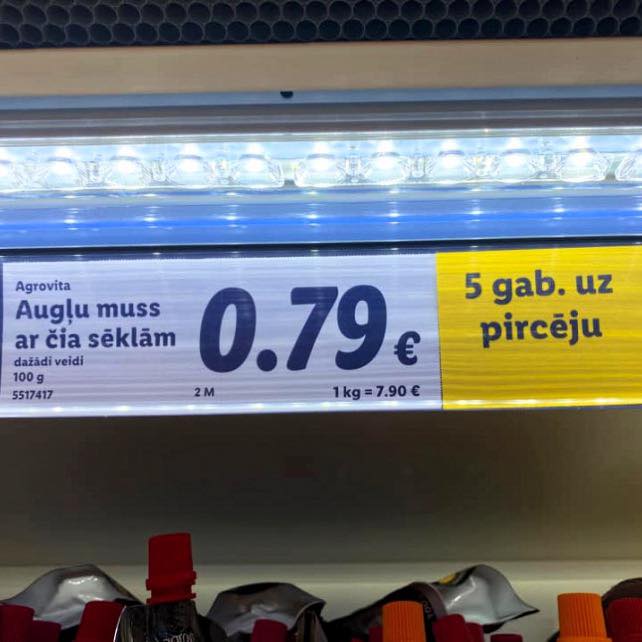 Agrovita
Augļu muss
ar čia sēklām
dažādi veidi
100 g
5517417
2 M
0.79 €
1 kg = 7.90 €
5 gab. uz
pircēju